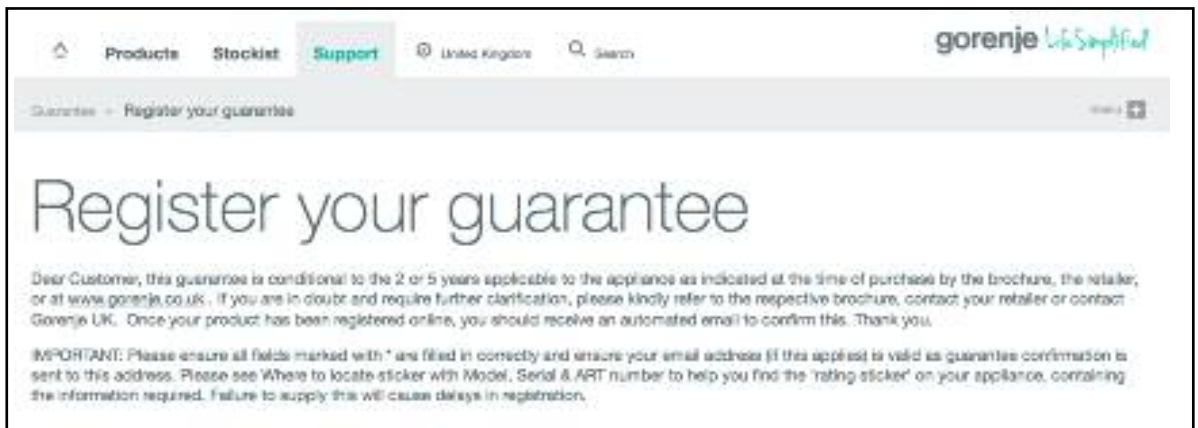 Products Stockist Support United Kingdom Search
gorenje Life Simplified
Guarantee - Register your guarantee
menu +
Register your guarantee
Dear Customer, this guarantee is conditional to the 2 or 5 years applicable to the appliance as indicated at the time of purchase by the brochure, the retailer,
or at www.gorenje.co.uk . If you are in doubt and require further clarification, please kindly refer to the respective brochure, contact your retailer or contact
Gorenje UK. Once your product has been registered online, you should receive an automated email to confirm this. Thank you.
IMPORTANT: Please ensure all fields marked with * are filled in correctly and ensure your email address (if this applies) is valid as guarantee confirmation is
sent to this address. Please see Where to locate sticker with Model, Serial & ART number to help you find the 'rating sticker' on your appliance, containing
the information required. Failure to supply this will cause delays in registration.